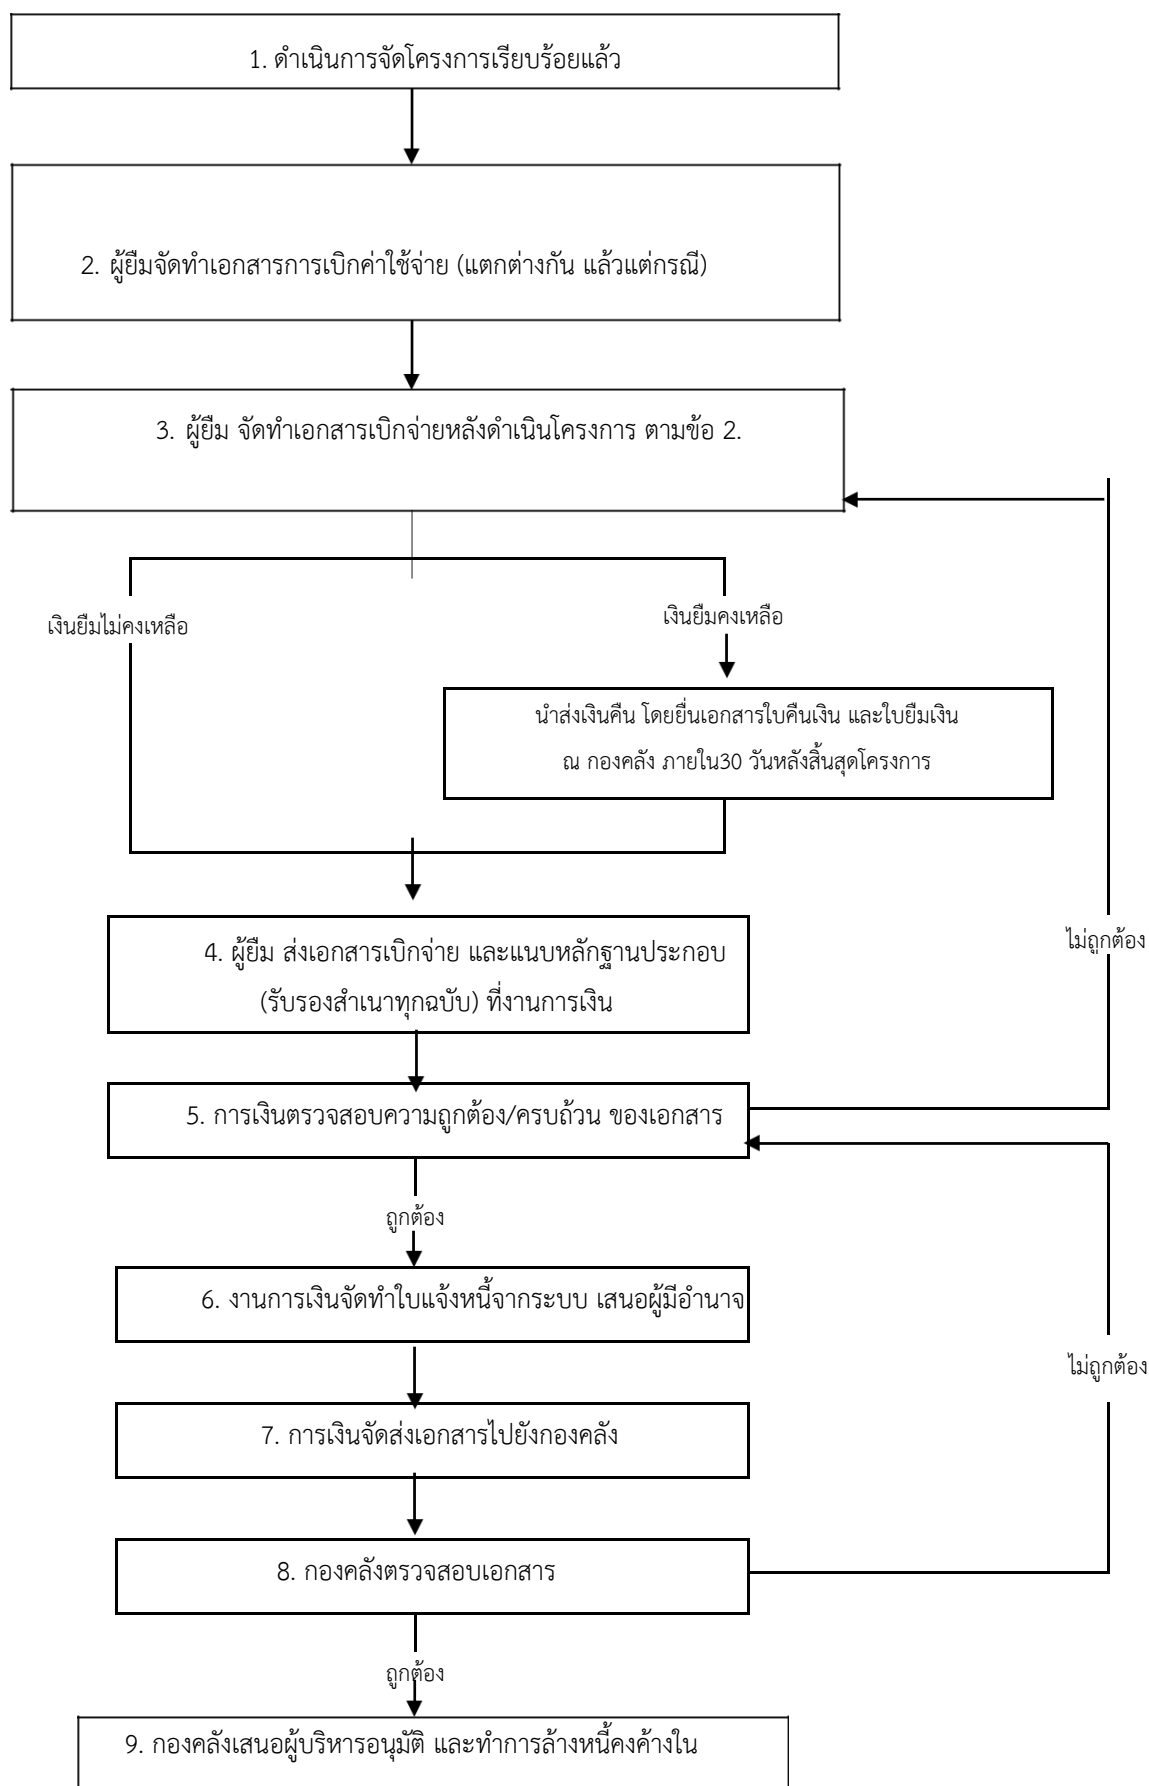 1. ดำเนินการจัดโครงการเรียบร้อยแล้ว
2. ผู้ยืมจัดทำเอกสารการเบิกค่าใช้จ่าย (แตกต่างกัน แล้วแต่กรณี)
3. ผู้ยืม จัดทำเอกสารเบิกจ่ายหลังดำเนินโครงการ ตามข้อ 2.
เงินยืมไม่คงเหลือ
เงินยืมคงเหลือ
นำส่งเงินคืน โดยยื่นเอกสารใบคืนเงิน และใบยืมเงิน
ณ กองคลัง ภายใน30 วันหลังสิ้นสุดโครงการ
4. ผู้ยืม ส่งเอกสารเบิกจ่าย และแนบหลักฐานประกอบ
(รับรองสำเนาทุกฉบับ) ที่งานการเงิน
ไม่ถูกต้อง
5. การเงินตรวจสอบความถูกต้อง/ครบถ้วน ของเอกสาร
ถูกต้อง
6. งานการเงินจัดทำใบแจ้งหนี้จากระบบ เสนอผู้มีอำนาจ
ไม่ถูกต้อง
7. การเงินจัดส่งเอกสารไปยังกองคลัง
8. กองคลังตรวจสอบเอกสาร
ถูกต้อง
9. กองคลังเสนอผู้บริหารอนุมัติ และทำการล้างหนี้คงค้างใน